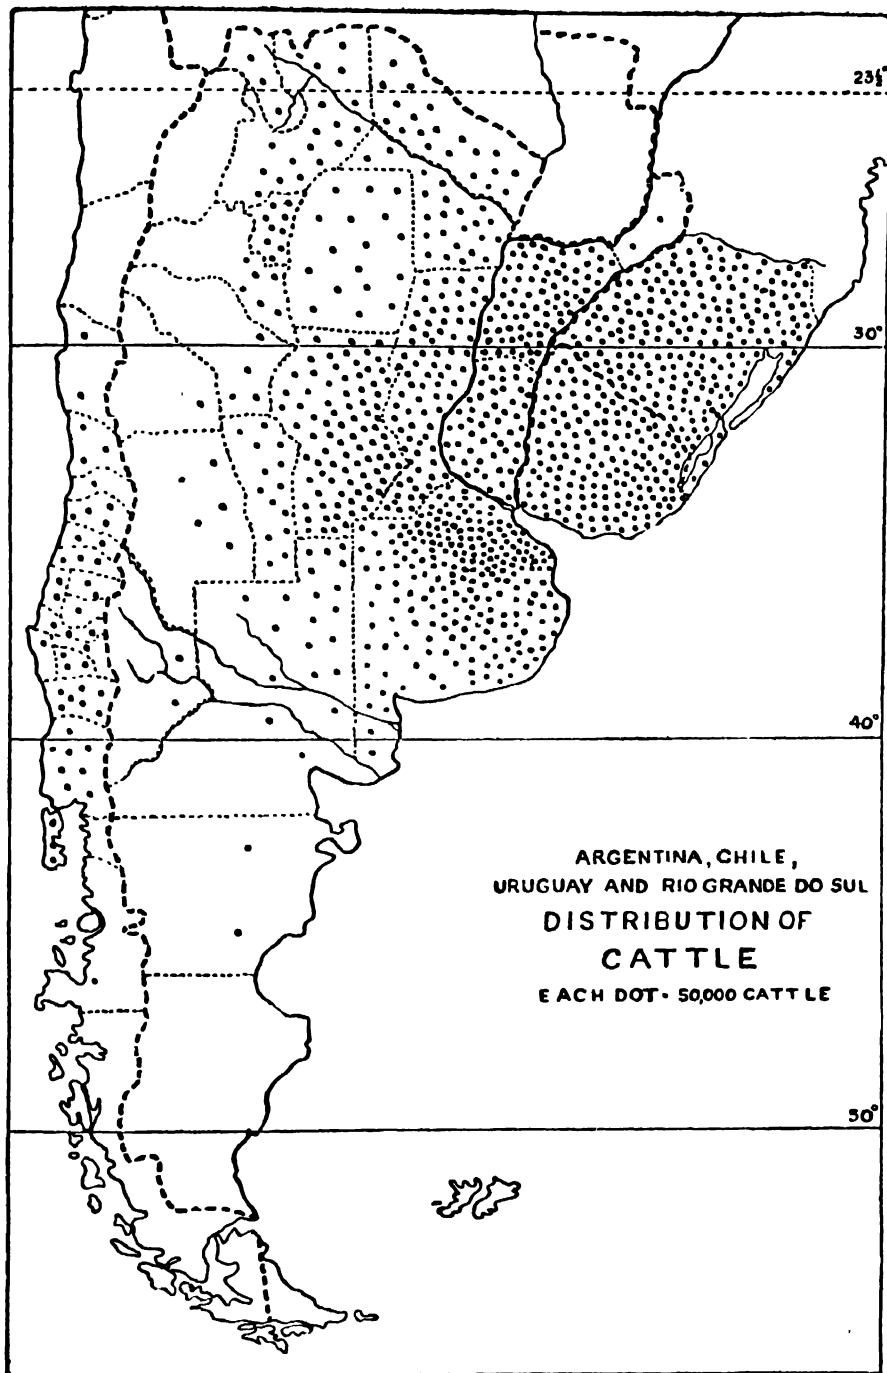 23½°
30°
40°
50°
ARGENTINA, CHILE,
URUGUAY AND RIO GRANDE DO SUL
DISTRIBUTION OF
CATTLE
EACH DOT - 50,000 CATTLE